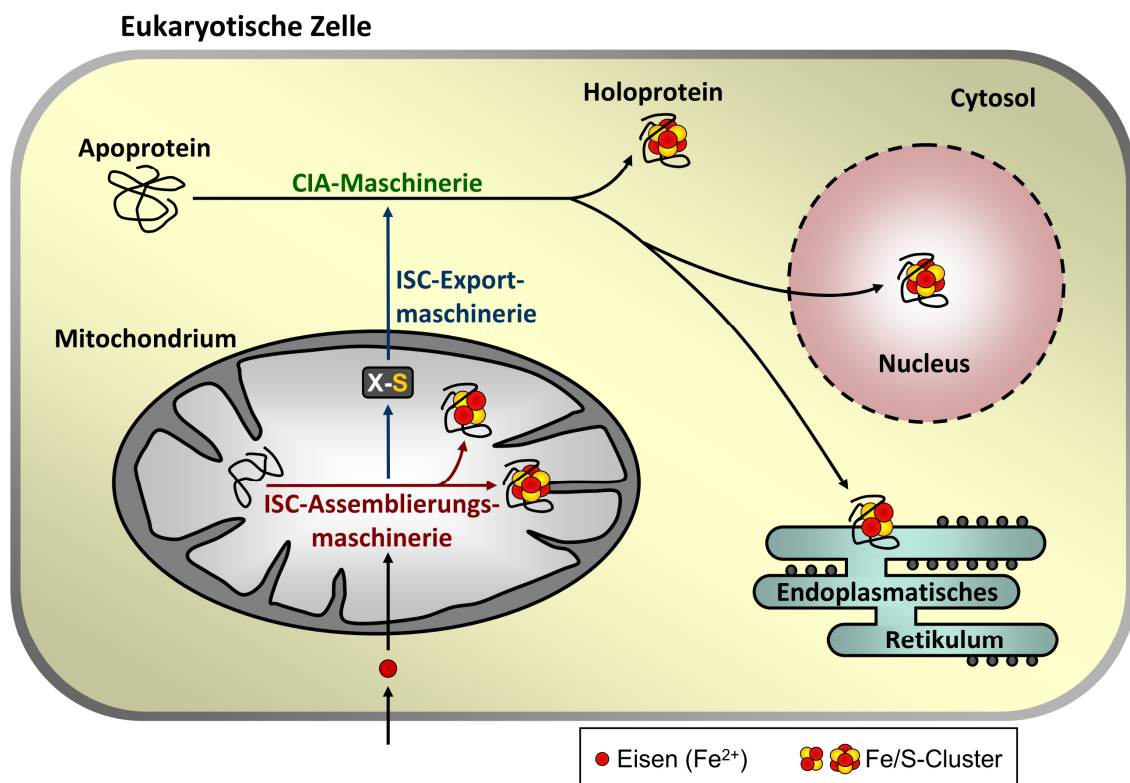 Eukaryotische Zelle
Holoprotein
Cytosol
Apoprotein
CIA-Maschinerie
ISC-Export-
maschinerie
Mitochondrium
Nucleus
X-S
ISC-Assemblierungs-
maschinerie
Endoplasmatisches
Retikulum
Eisen (Fe²⁺)
Fe/S-Cluster